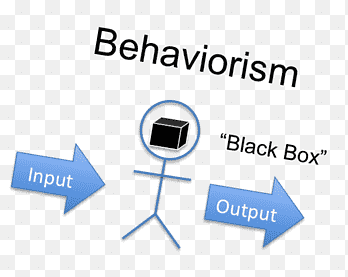 Behaviorism
“Black Box”
Input
Output